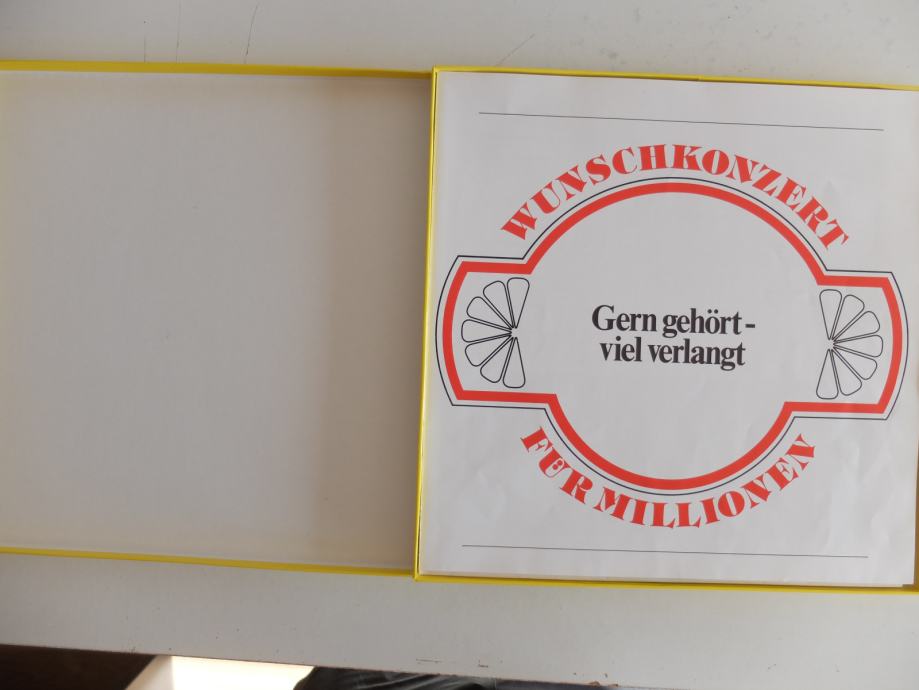 WUNSCHKONZERT
Gern gehört-
viel verlangt
FÜR MILLIONEN